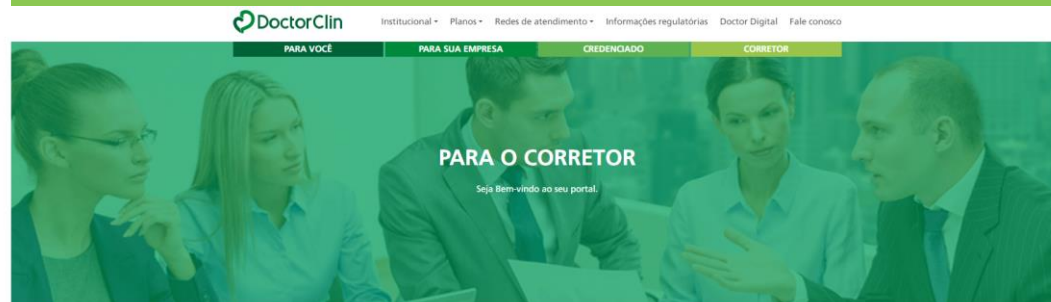 DoctorClin
Institucional Planos Redes de atendimento Informações regulatórias Doctor Digital Fale conosco
PARA VOCÊ PARA SUA EMPRESA CREDENCIADO CORRETOR
PARA O CORRETOR
Seja Bem-vindo ao seu portal.